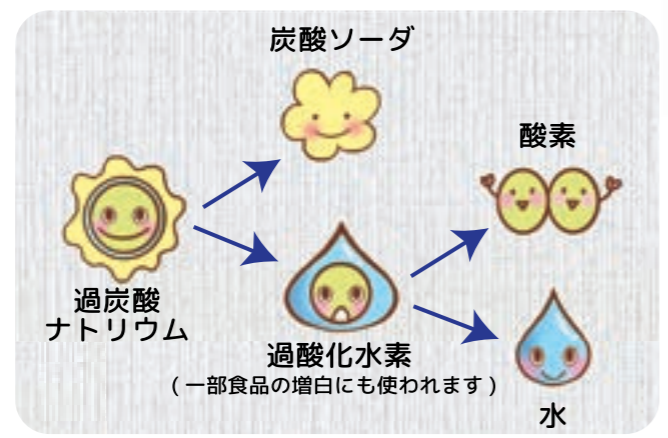 炭酸ソーダ
酸素
過炭酸
ナトリウム
過酸化水素
(一部食品の増白にも使われます)
水